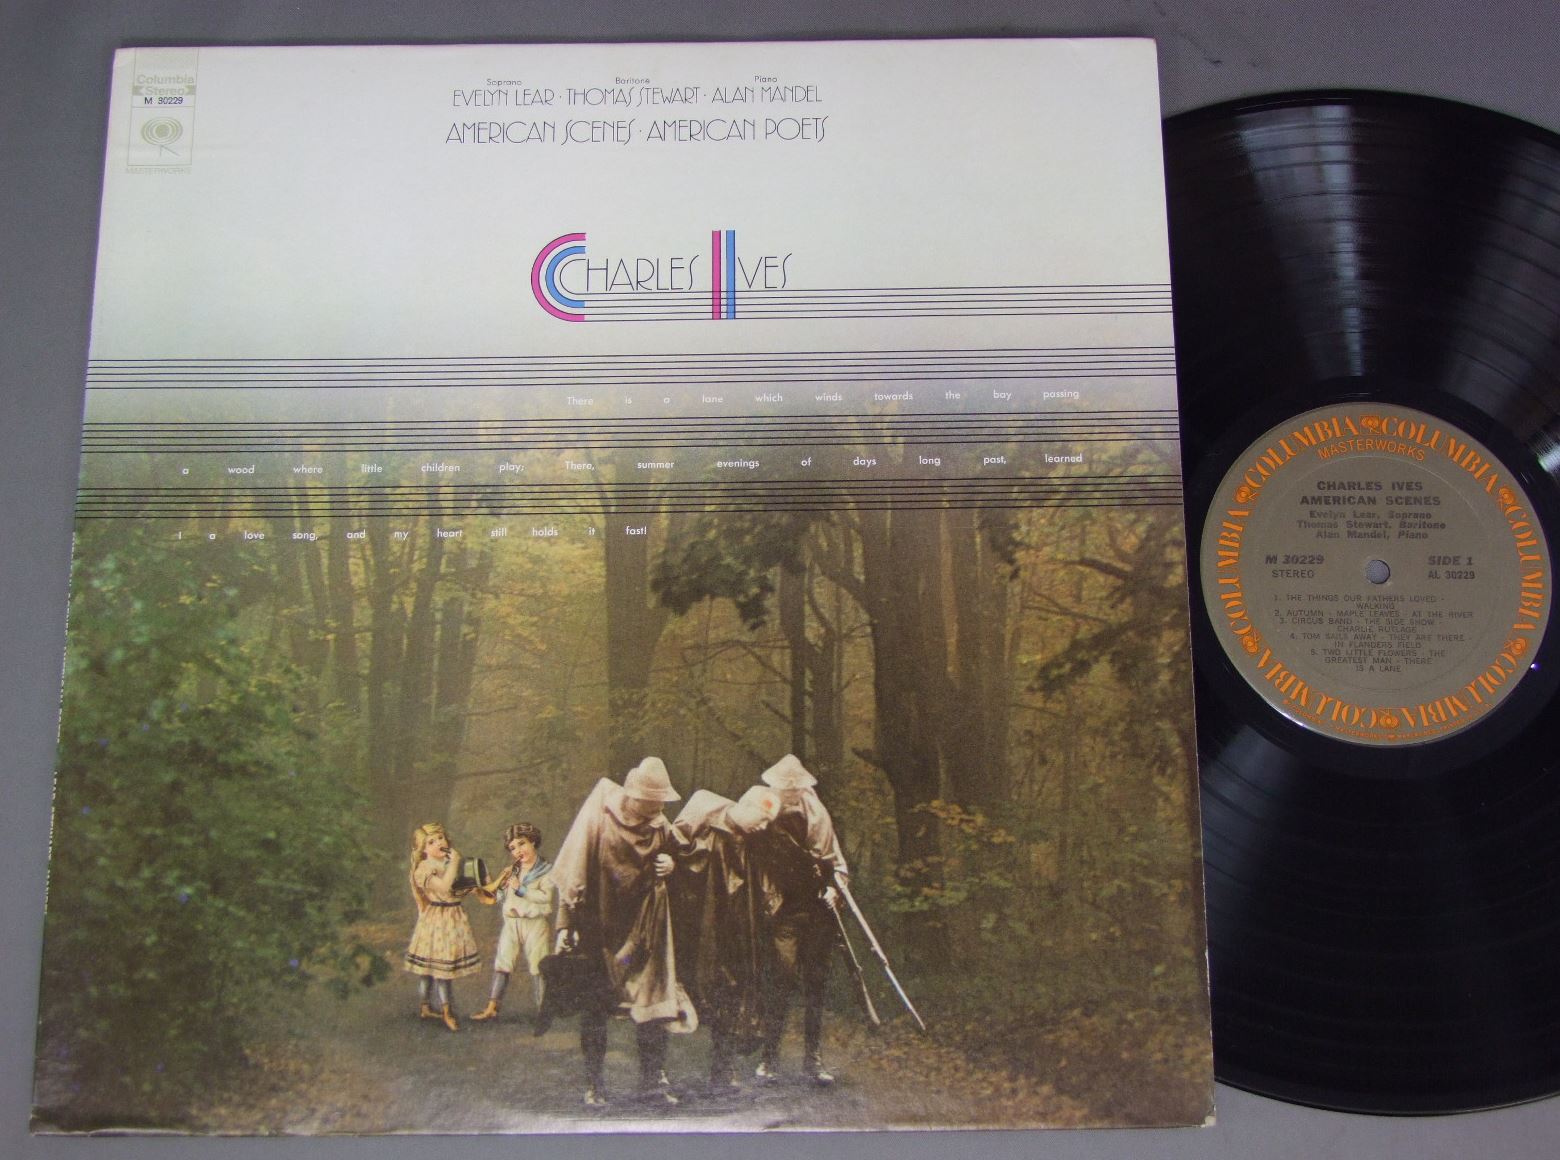 Columbia
Stereo
M 30229
MASTERWORKS
Soprano Baritone Piano
EVELYN LEAR · THOMAS STEWART · ALAN MANDEL
AMERICAN SCENES · AMERICAN POETS
CHARLES IVES
There is a lane which winds towards the bay passing
a wood where little children play; There, summer evenings of days long past, learned
I a love song, and my heart still holds it fast!
COLUMBIA COLUMBIA COLUMBIA COLUMBIA COLUMBIA COLUMBIA
MASTERWORKS
CHARLES IVES
AMERICAN SCENES
Evelyn Lear, Soprano
Thomas Stewart, Baritone
Alan Mandel, Piano
M 30229 SIDE 1
STEREO AL 30229
1. THE THINGS OUR FATHERS LOVED -
WALKING
2. AUTUMN - MAPLE LEAVES - AT THE RIVER
3. CIRCUS BAND - THE SIDE SHOW -
CHARLIE RUTLAGE
4. TOM SAILS AWAY - THEY ARE THERE -
IN FLANDERS FIELD
5. TWO LITTLE FLOWERS - THE
GREATEST MAN - THERE
IS A LANE